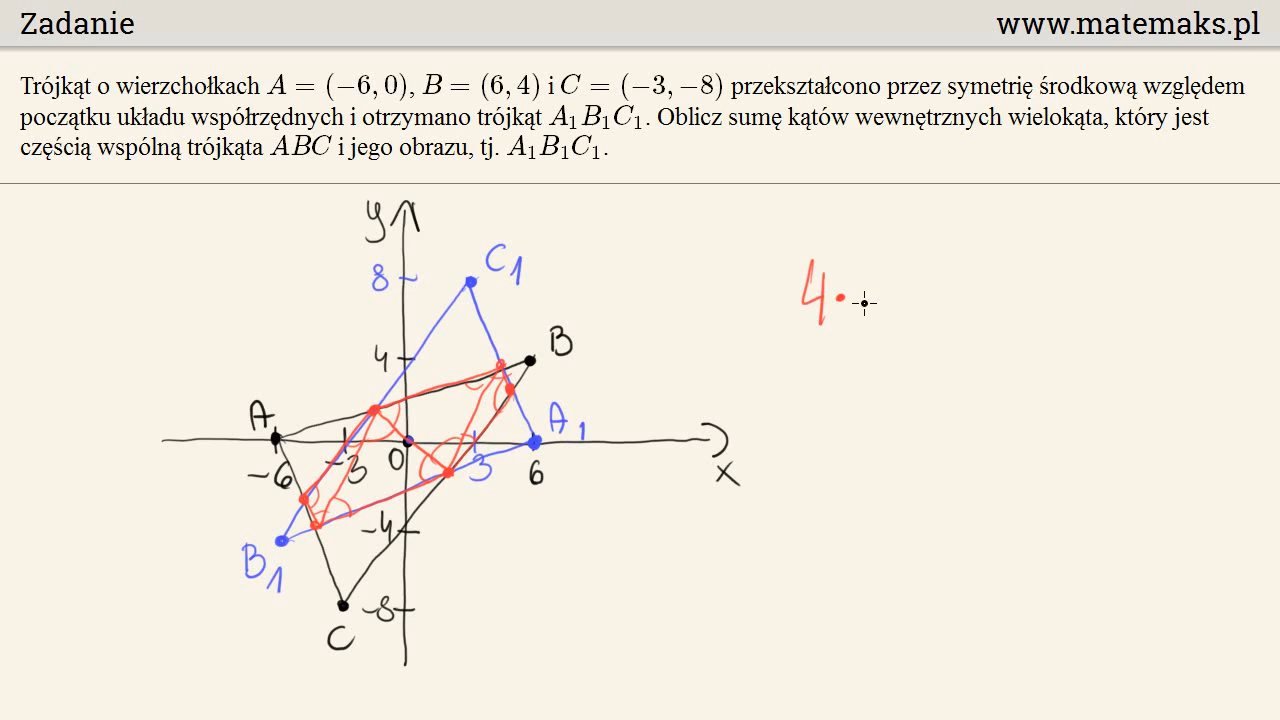 Zadanie
www.matemaks.pl
Trójkąt o wierzchołkach A = (−6, 0), B = (6, 4) i C = (−3, −8) przekształcono przez symetrię środkową względem
początku układu współrzędnych i otrzymano trójkąt A₁B₁C₁. Oblicz sumę kątów wewnętrznych wielokąta, który jest
częścią wspólną trójkąta ABC i jego obrazu, tj. A₁B₁C₁.
y
8
C₁
4 ·
4
B
A
A₁
−6
−3
0
3
6
x
−4
B₁
−8
C